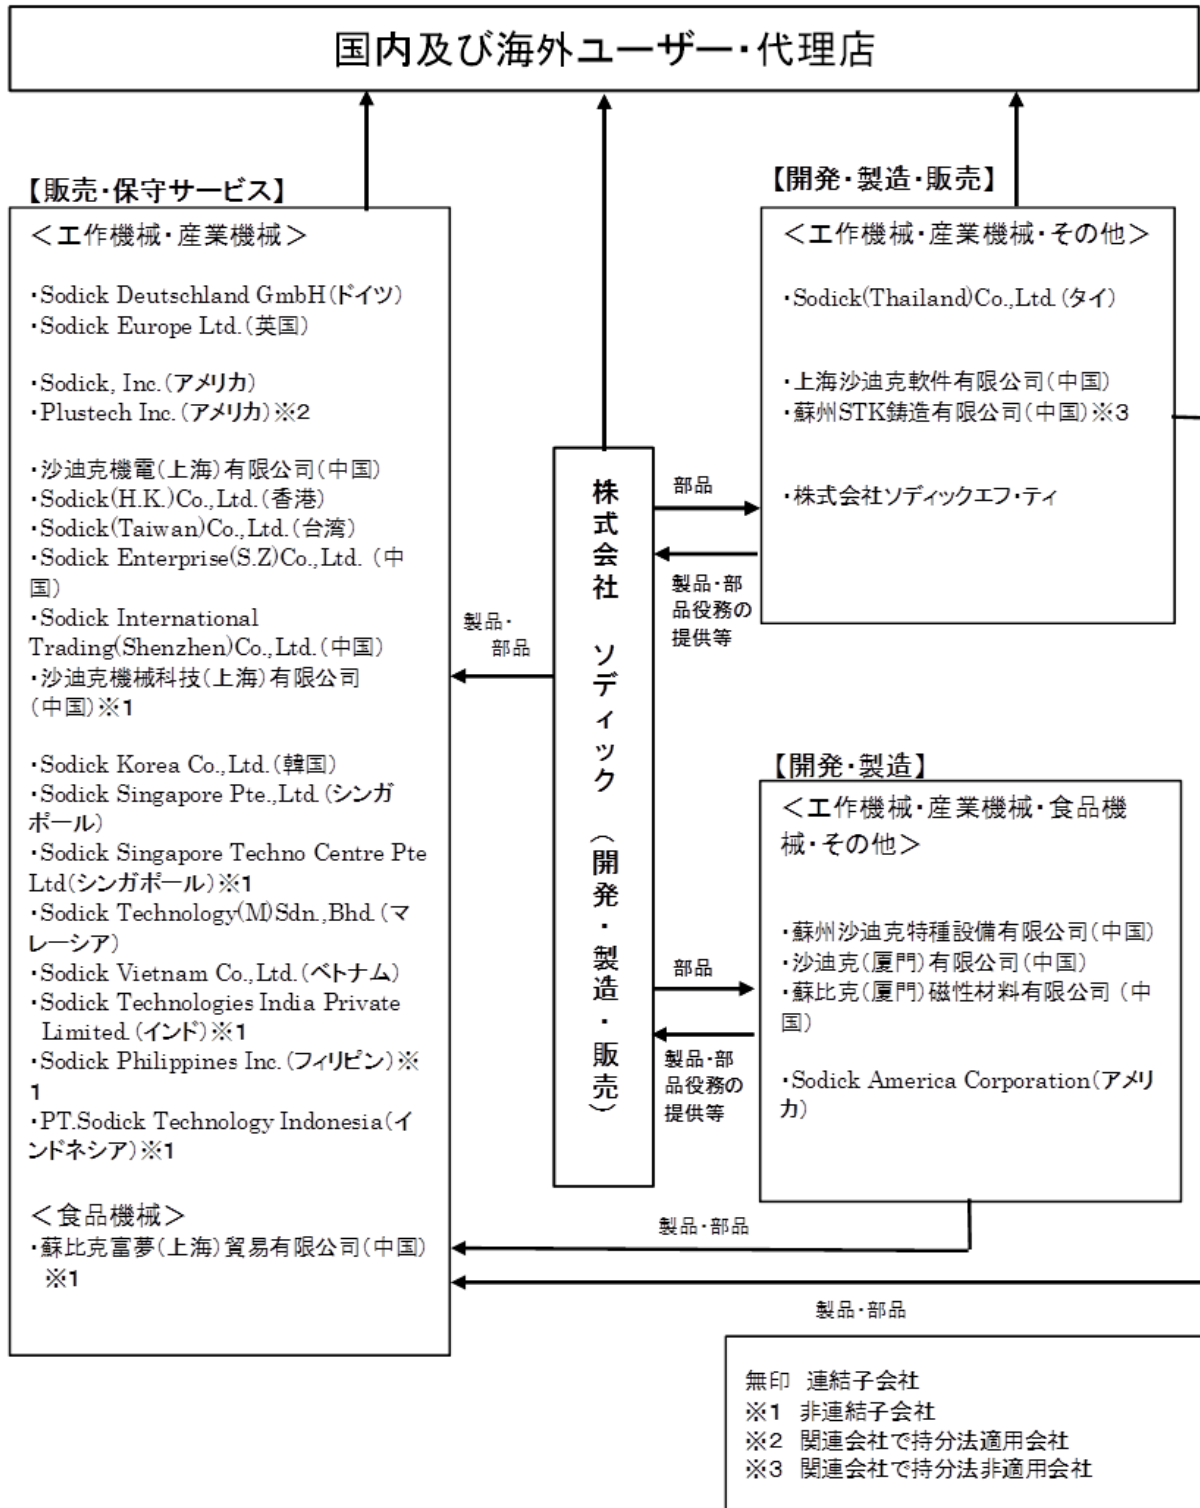 国内及び海外ユーザー・代理店
【販売・保守サービス】
＜工作機械・産業機械＞
・Sodick Deutschland GmbH(ドイツ)
・Sodick Europe Ltd.(英国)
・Sodick, Inc.(アメリカ)
・Plustech Inc.(アメリカ)※2
・沙迪克機電(上海)有限公司(中国)
・Sodick(H.K.)Co.,Ltd.(香港)
・Sodick(Taiwan)Co.,Ltd.(台湾)
・Sodick Enterprise(S.Z)Co.,Ltd. (中
国)
・Sodick International
Trading(Shenzhen)Co.,Ltd.(中国)
・沙迪克機械科技(上海)有限公司
(中国)※1
・Sodick Korea Co.,Ltd.(韓国)
・Sodick Singapore Pte.,Ltd.(シンガ
ポール)
・Sodick Singapore Techno Centre Pte
Ltd(シンガポール)※1
・Sodick Technology(M)Sdn.,Bhd.(マ
レーシア)
・Sodick Vietnam Co.,Ltd.(ベトナム)
・Sodick Technologies India Private
Limited.(インド)※1
・Sodick Philippines Inc.(フィリピン)※
1
・PT.Sodick Technology Indonesia(イ
ンドネシア)※1
＜食品機械＞
・蘇比克富夢(上海)貿易有限公司(中国)
※1
製品・
部品
株式会社 ソディック (開発・製造・販売)
部品
製品・部
品役務の
提供等
【開発・製造・販売】
＜工作機械・産業機械・その他＞
・Sodick(Thailand)Co.,Ltd.(タイ)
・上海沙迪克軟件有限公司(中国)
・蘇州STK鋳造有限公司(中国)※3
・株式会社ソディックエフ・ティ
部品
製品・部
品役務の
提供等
【開発・製造】
＜工作機械・産業機械・食品機
械・その他＞
・蘇州沙迪克特種設備有限公司(中国)
・沙迪克(厦門)有限公司(中国)
・蘇比克(厦門)磁性材料有限公司 (中
国)
・Sodick America Corporation(アメリ
カ)
製品・部品
製品・部品
無印 連結子会社
※1 非連結子会社
※2 関連会社で持分法適用会社
※3 関連会社で持分法非適用会社